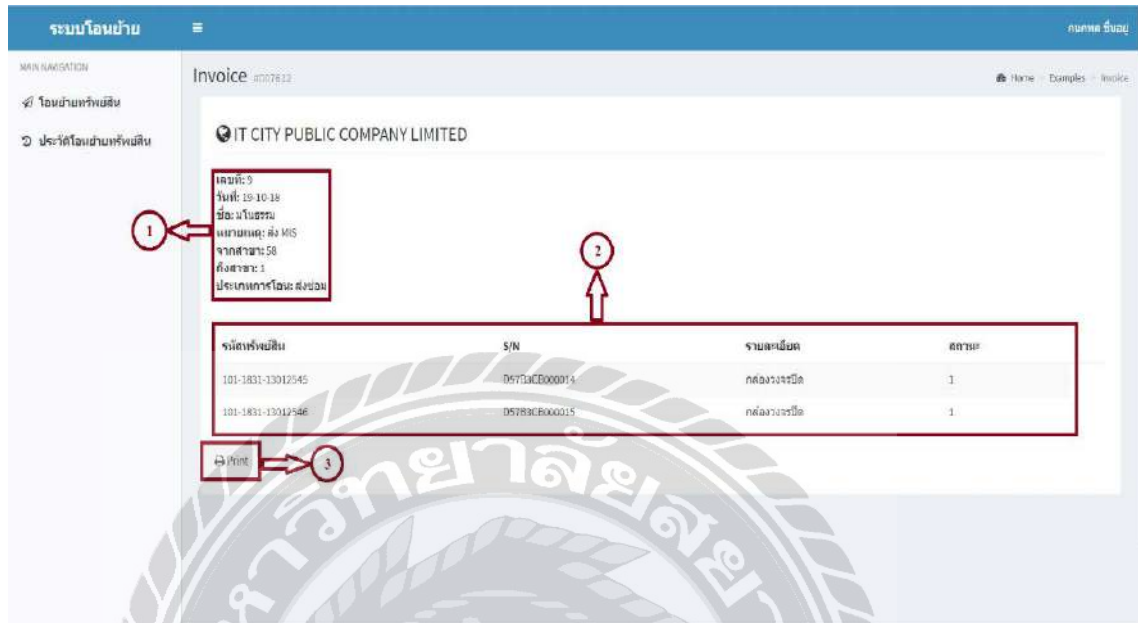 ระบบโอนย้าย
กนกพล ชื่นอยู่
MAIN NAVIGATION
โอนย้ายทรัพย์สิน
ประวัติโอนย้ายทรัพย์สิน
Invoice #007612
Home Examples Invoice
IT CITY PUBLIC COMPANY LIMITED
เลขที่: 9
วันที่: 19-10-18
ชื่อ: มโนธรรม
หมายเหตุ: ส่ง MIS
จากสาขา: 58
ถึงสาขา: 1
ประเภทการโอน: ส่งซ่อม
1
2
รหัสทรัพย์สิน S/N รายละเอียด สถานะ
101-1831-13012545 D57B3CB000014 กล่องวงจรปิด 1
101-1831-13012546 D57B3CB000015 กล่องวงจรปิด 1
Print
3